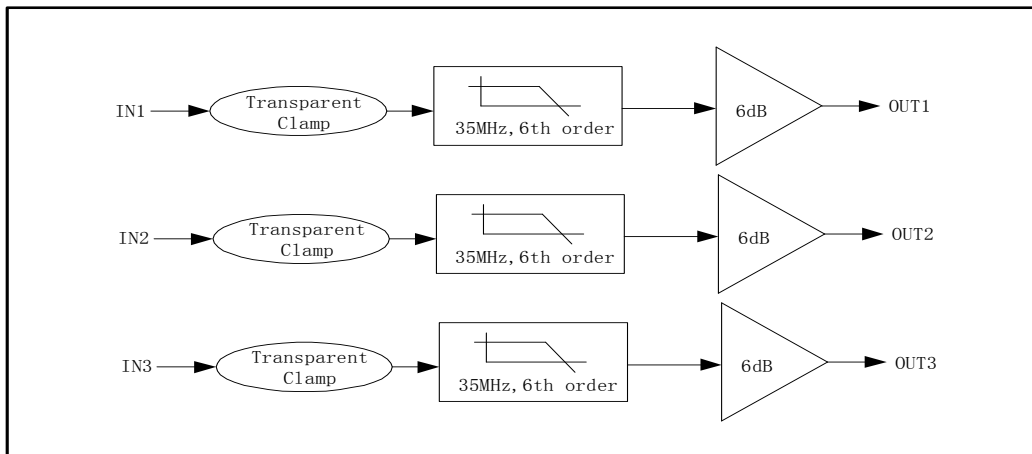 IN1
Transparent
Clamp
35MHz,6th order
6dB
OUT1
IN2
Transparent
Clamp
35MHz,6th order
6dB
OUT2
IN3
Transparent
Clamp
35MHz,6th order
6dB
OUT3